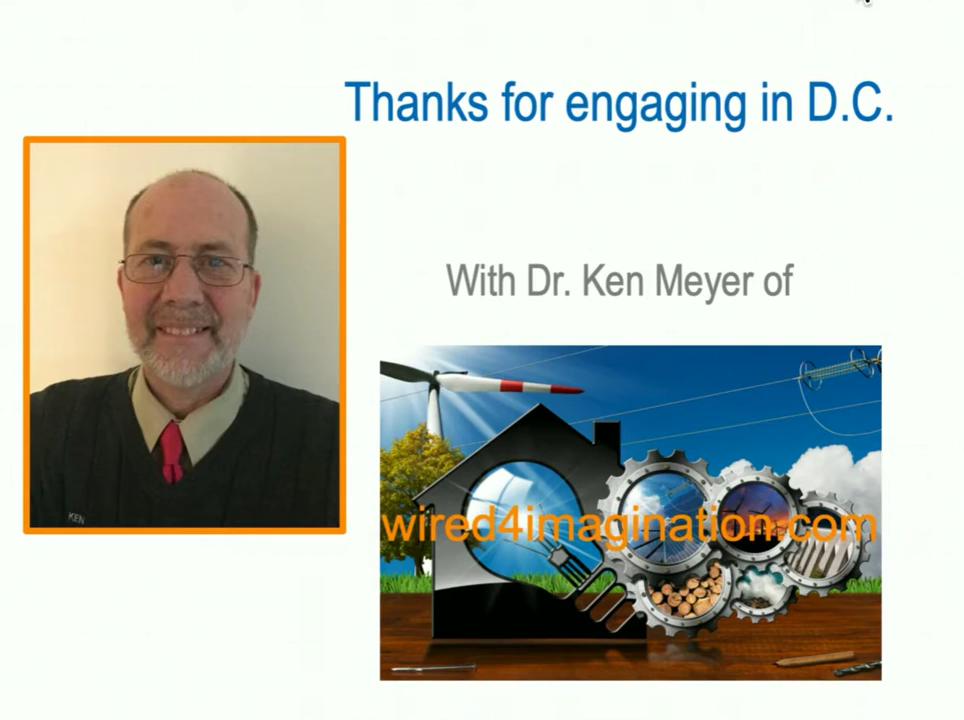 Thanks for engaging in D.C.
With Dr. Ken Meyer of
KEN
wired4imagination.com